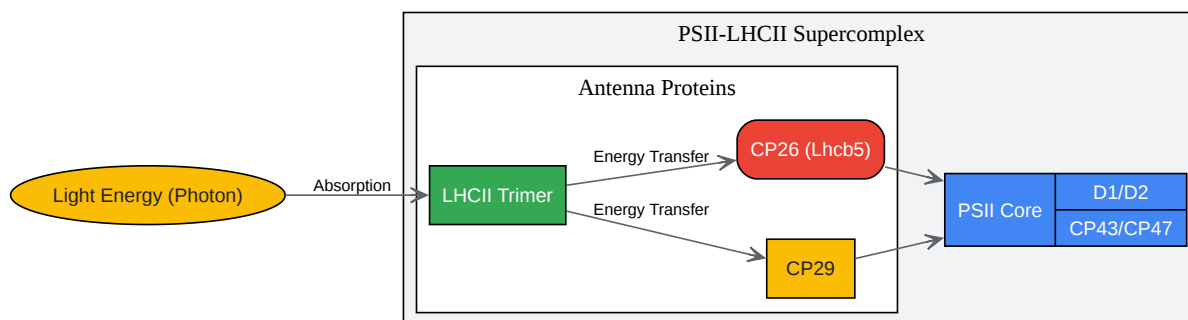 PSII-LHCII Supercomplex
Antenna Proteins
Light Energy (Photon)
Absorption
LHCII Trimer
Energy Transfer
CP26 (Lhcb5)
Energy Transfer
CP29
PSII Core
D1/D2
CP43/CP47